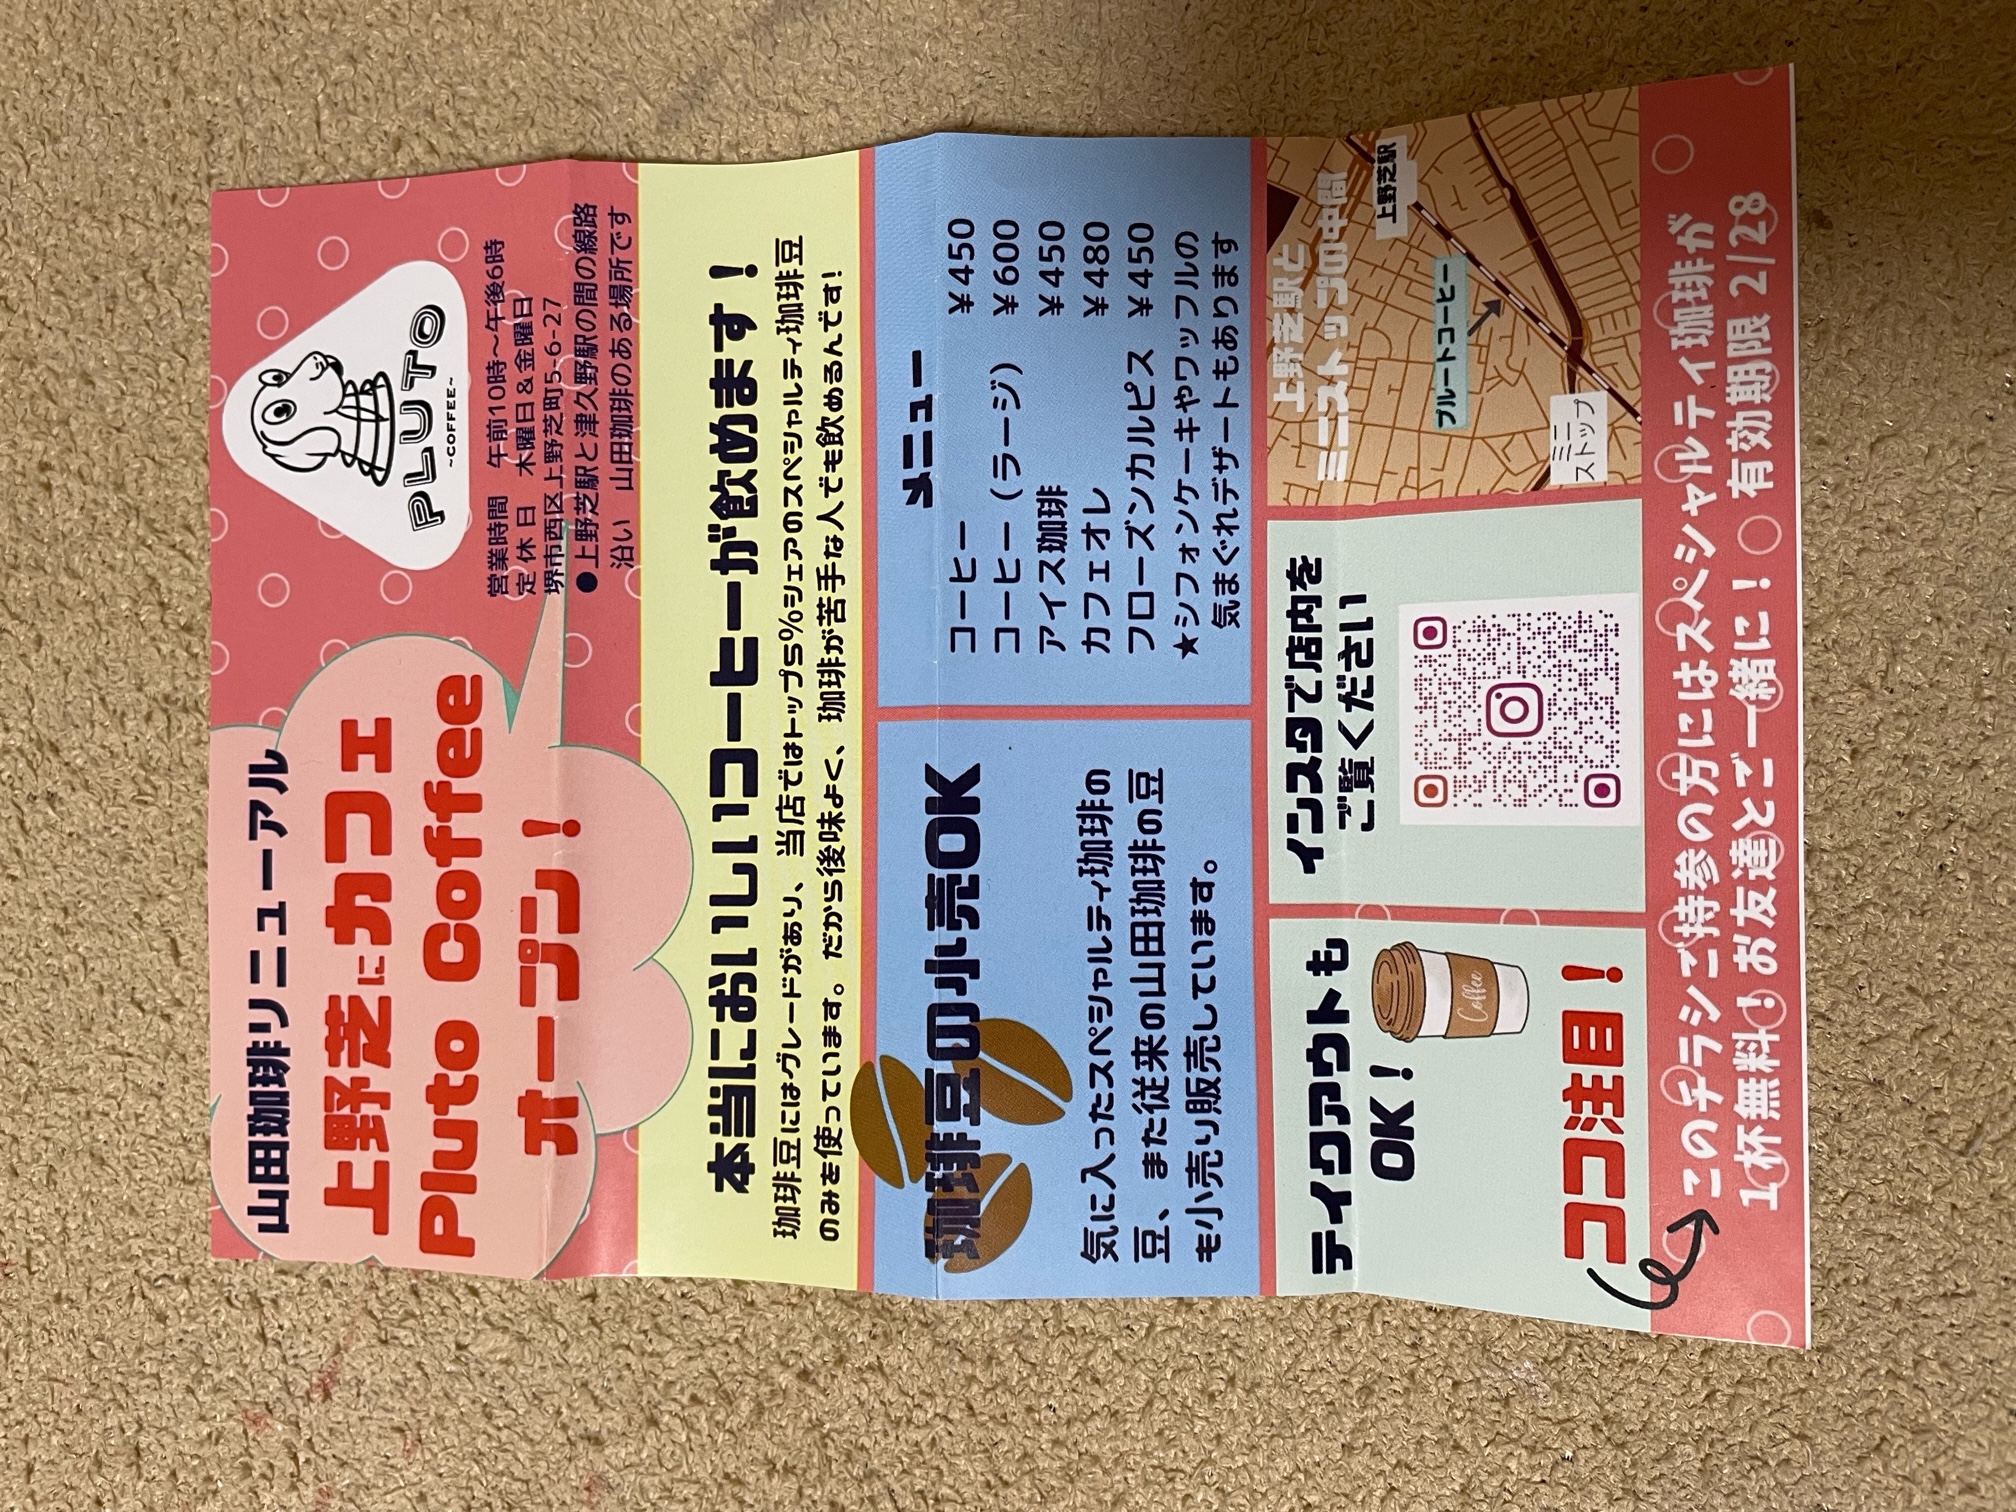 山田珈琲リニューアル
上野芝にカフェ
Pluto Coffee
オープン！
PLUTO
~COFFEE~
営業時間　午前10時～午後6時
定 休 日　木曜日&金曜日
堺市西区上野芝町5-6-27
●上野芝駅と津久野駅の間の線路
沿い　山田珈琲のある場所です
本当においしいコーヒーが飲めます！
珈琲豆にはグレードがあり、当店ではトップ5%シェアのスペシャルティ珈琲豆
のみを使っています。だから後味よく、珈琲が苦手な人でも飲めるんです!
珈琲豆の小売OK
気に入ったスペシャルティ珈琲の
豆、また従来の山田珈琲の豆
も小売り販売しています。
メニュー
コーヒー ¥450
コーヒー（ラージ） ¥600
アイス珈琲 ¥450
カフェオレ ¥480
フローズンカルピス ¥450
★シフォンケーキやワッフルの
気まぐれデザートもあります
テイクアウトも
OK！
Coffee
ココ注目！
インスタで店内を
ご覧ください
上野芝駅と
ミニストップの中間
上野芝駅
プルートコーヒー
ミニ
ストップ
このチラシご持参の方にはスペシャルティ珈琲が
1杯無料！お友達とご一緒に！ 有効期限 2/28